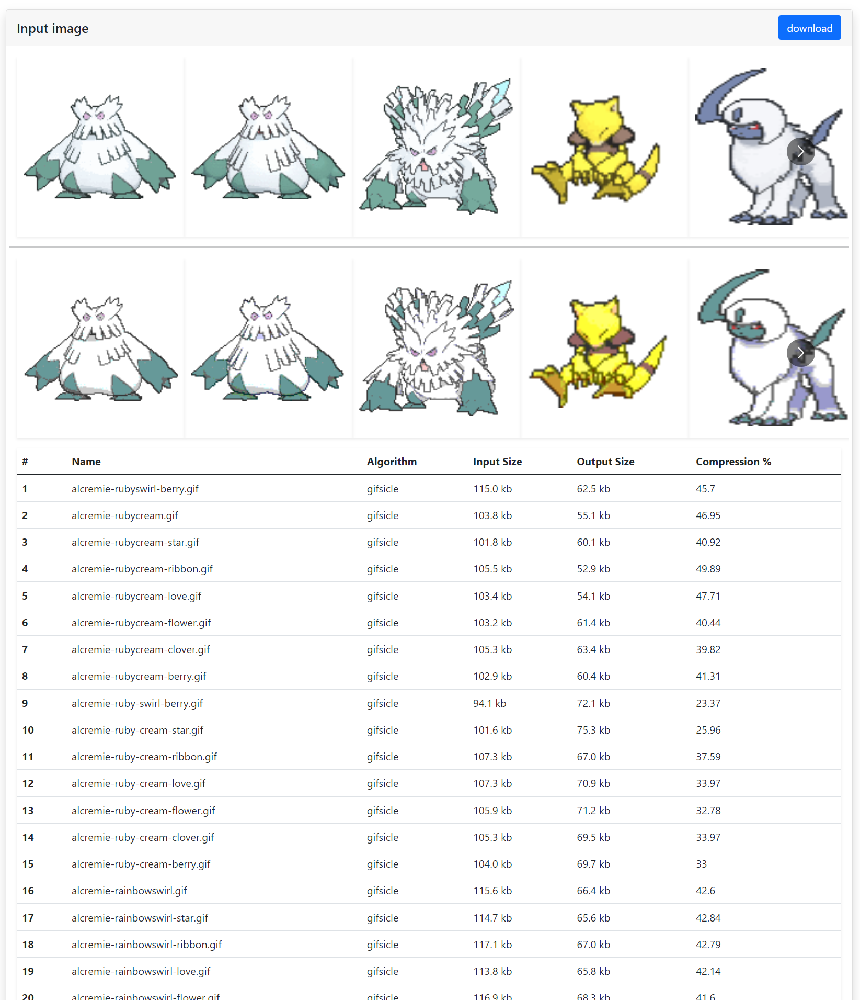 Input image
download
# Name Algorithm Input Size Output Size Compression %
1 alcremie-rubyswirl-berry.gif gifsicle 115.0 kb 62.5 kb 45.7
2 alcremie-rubycream.gif gifsicle 103.8 kb 55.1 kb 46.95
3 alcremie-rubycream-star.gif gifsicle 101.8 kb 60.1 kb 40.92
4 alcremie-rubycream-ribbon.gif gifsicle 105.5 kb 52.9 kb 49.89
5 alcremie-rubycream-love.gif gifsicle 103.4 kb 54.1 kb 47.71
6 alcremie-rubycream-flower.gif gifsicle 103.2 kb 61.4 kb 40.44
7 alcremie-rubycream-clover.gif gifsicle 105.3 kb 63.4 kb 39.82
8 alcremie-rubycream-berry.gif gifsicle 102.9 kb 60.4 kb 41.31
9 alcremie-ruby-swirl-berry.gif gifsicle 94.1 kb 72.1 kb 23.37
10 alcremie-ruby-cream-star.gif gifsicle 101.6 kb 75.3 kb 25.96
11 alcremie-ruby-cream-ribbon.gif gifsicle 107.3 kb 67.0 kb 37.59
12 alcremie-ruby-cream-love.gif gifsicle 107.3 kb 70.9 kb 33.97
13 alcremie-ruby-cream-flower.gif gifsicle 105.9 kb 71.2 kb 32.78
14 alcremie-ruby-cream-clover.gif gifsicle 105.3 kb 69.5 kb 33.97
15 alcremie-ruby-cream-berry.gif gifsicle 104.0 kb 69.7 kb 33
16 alcremie-rainbowswirl.gif gifsicle 115.6 kb 66.4 kb 42.6
17 alcremie-rainbowswirl-star.gif gifsicle 114.7 kb 65.6 kb 42.84
18 alcremie-rainbowswirl-ribbon.gif gifsicle 117.1 kb 67.0 kb 42.79
19 alcremie-rainbowswirl-love.gif gifsicle 113.8 kb 65.8 kb 42.14
20 alcremie-rainbowswirl-flower.gif gifsicle 116.9 kb 68.3 kb 41.6